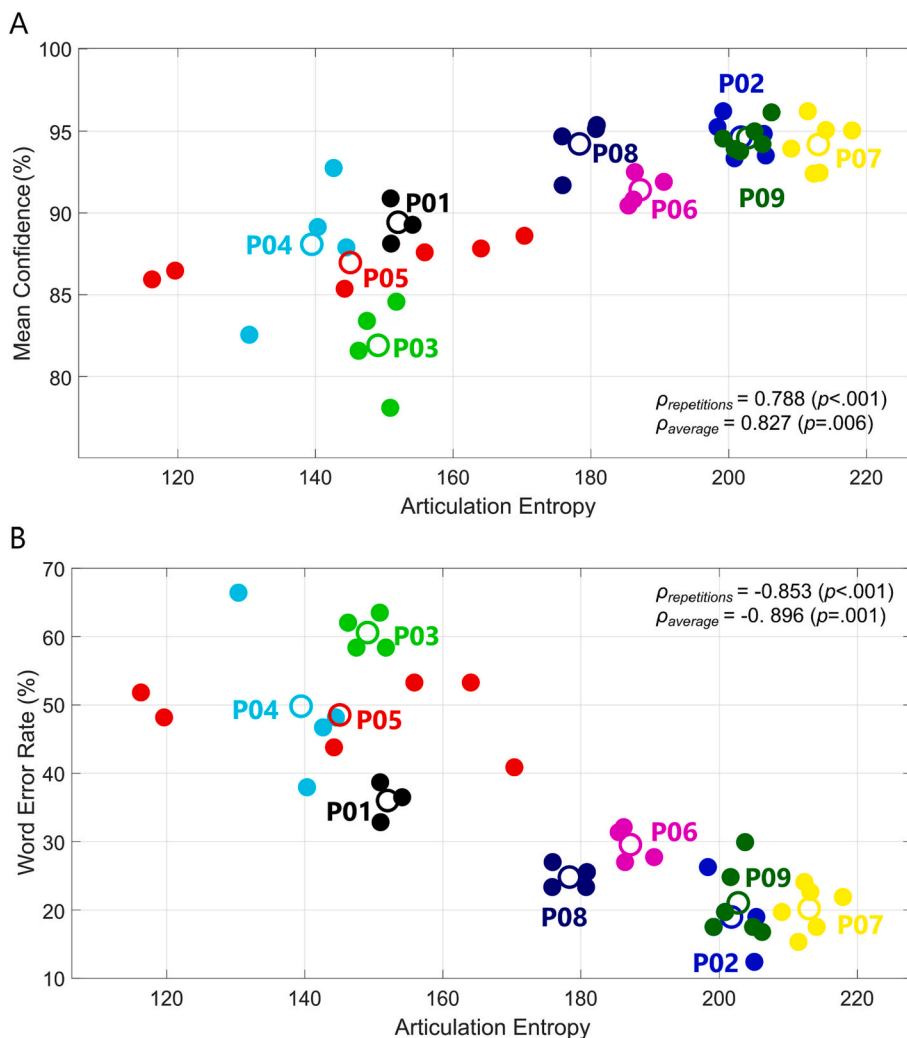 A
100
95
90
85
80
Mean Confidence (%)
P02
P08
P07
P06
P09
P01
P04
P05
P03
ρrepetitions = 0.788 (p<.001)
ρaverage = 0.827 (p=.006)
120 140 160 180 200 220
Articulation Entropy
B
70
60
50
40
30
20
10
Word Error Rate (%)
ρrepetitions = -0.853 (p<.001)
ρaverage = -0. 896 (p=.001)
P03
P04
P05
P01
P06
P09
P08
P07
P02
120 140 160 180 200 220
Articulation Entropy